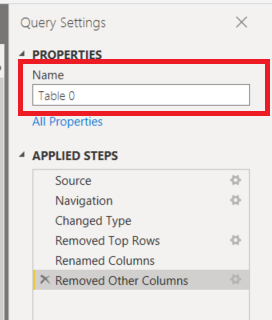 Query Settings
PROPERTIES
Name
Table 0
All Properties
APPLIED STEPS
Source
Navigation
Changed Type
Removed Top Rows
Renamed Columns
Removed Other Columns